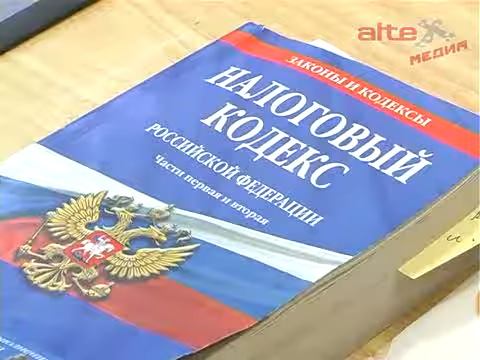 alte
МЕДИА
ЗАКОНЫ И КОДЕКСЫ
НАЛОГОВЫЙ
КОДЕКС
РОССИЙСКОЙ ФЕДЕРАЦИИ
Части первая и вторая